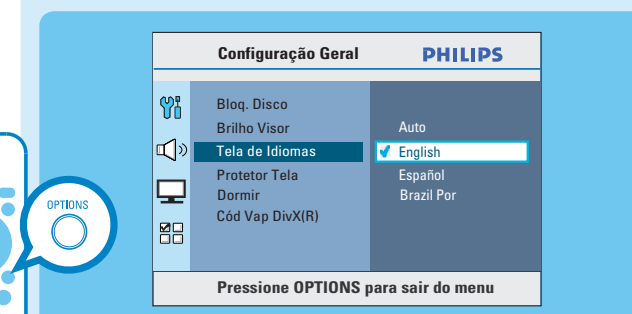 Configuração Geral PHILIPS
Bloq. Disco
Brilho Visor
Auto
Tela de Idiomas
English
Protetor Tela
Español
Dormir
Brazil Por
Cód Vap DivX(R)
OPTIONS
Pressione OPTIONS para sair do menu